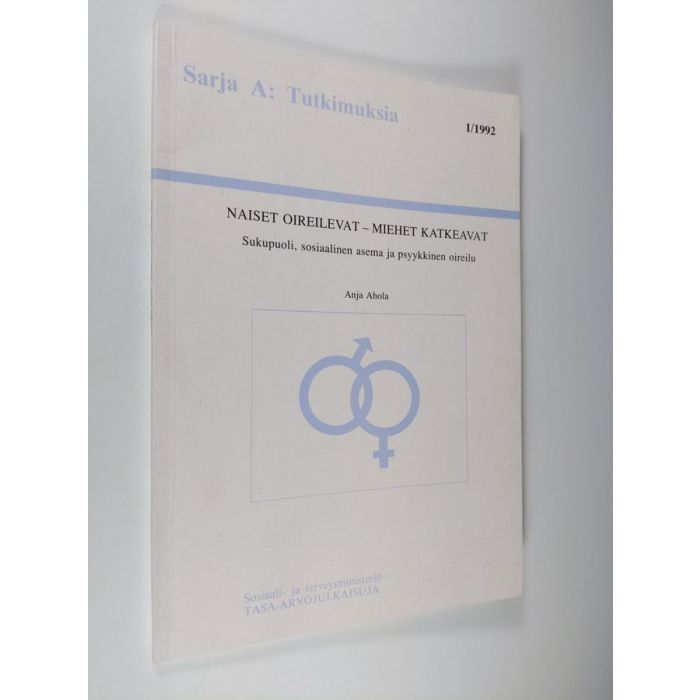 Sarja A: Tutkimuksia
1/1992
NAISET OIREILEVAT – MIEHET KATKEAVAT
Sukupuoli, sosiaalinen asema ja psyykkinen oireilu
Anja Ahola
Sosiaali- ja terveysministeriö
TASA-ARVOJULKAISUJA